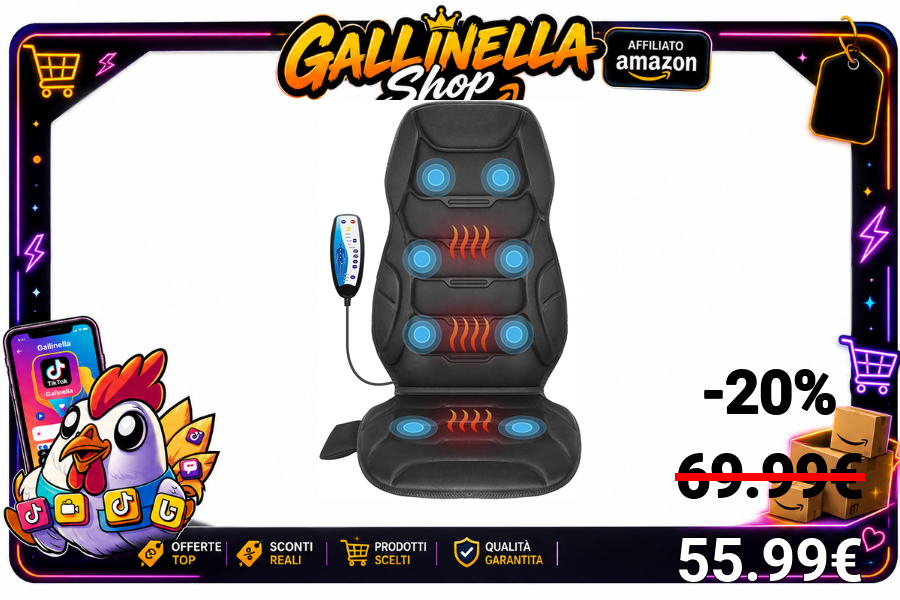 GALLINELLA
Shop
AFFILIATO
amazon
Gallinella
TikTok
Gallinella
-20%
69.99€
55.99€
OFFERTE
TOP
SCONTI
REALI
PRODOTTI
SCELTI
QUALITÀ
GARANTITA